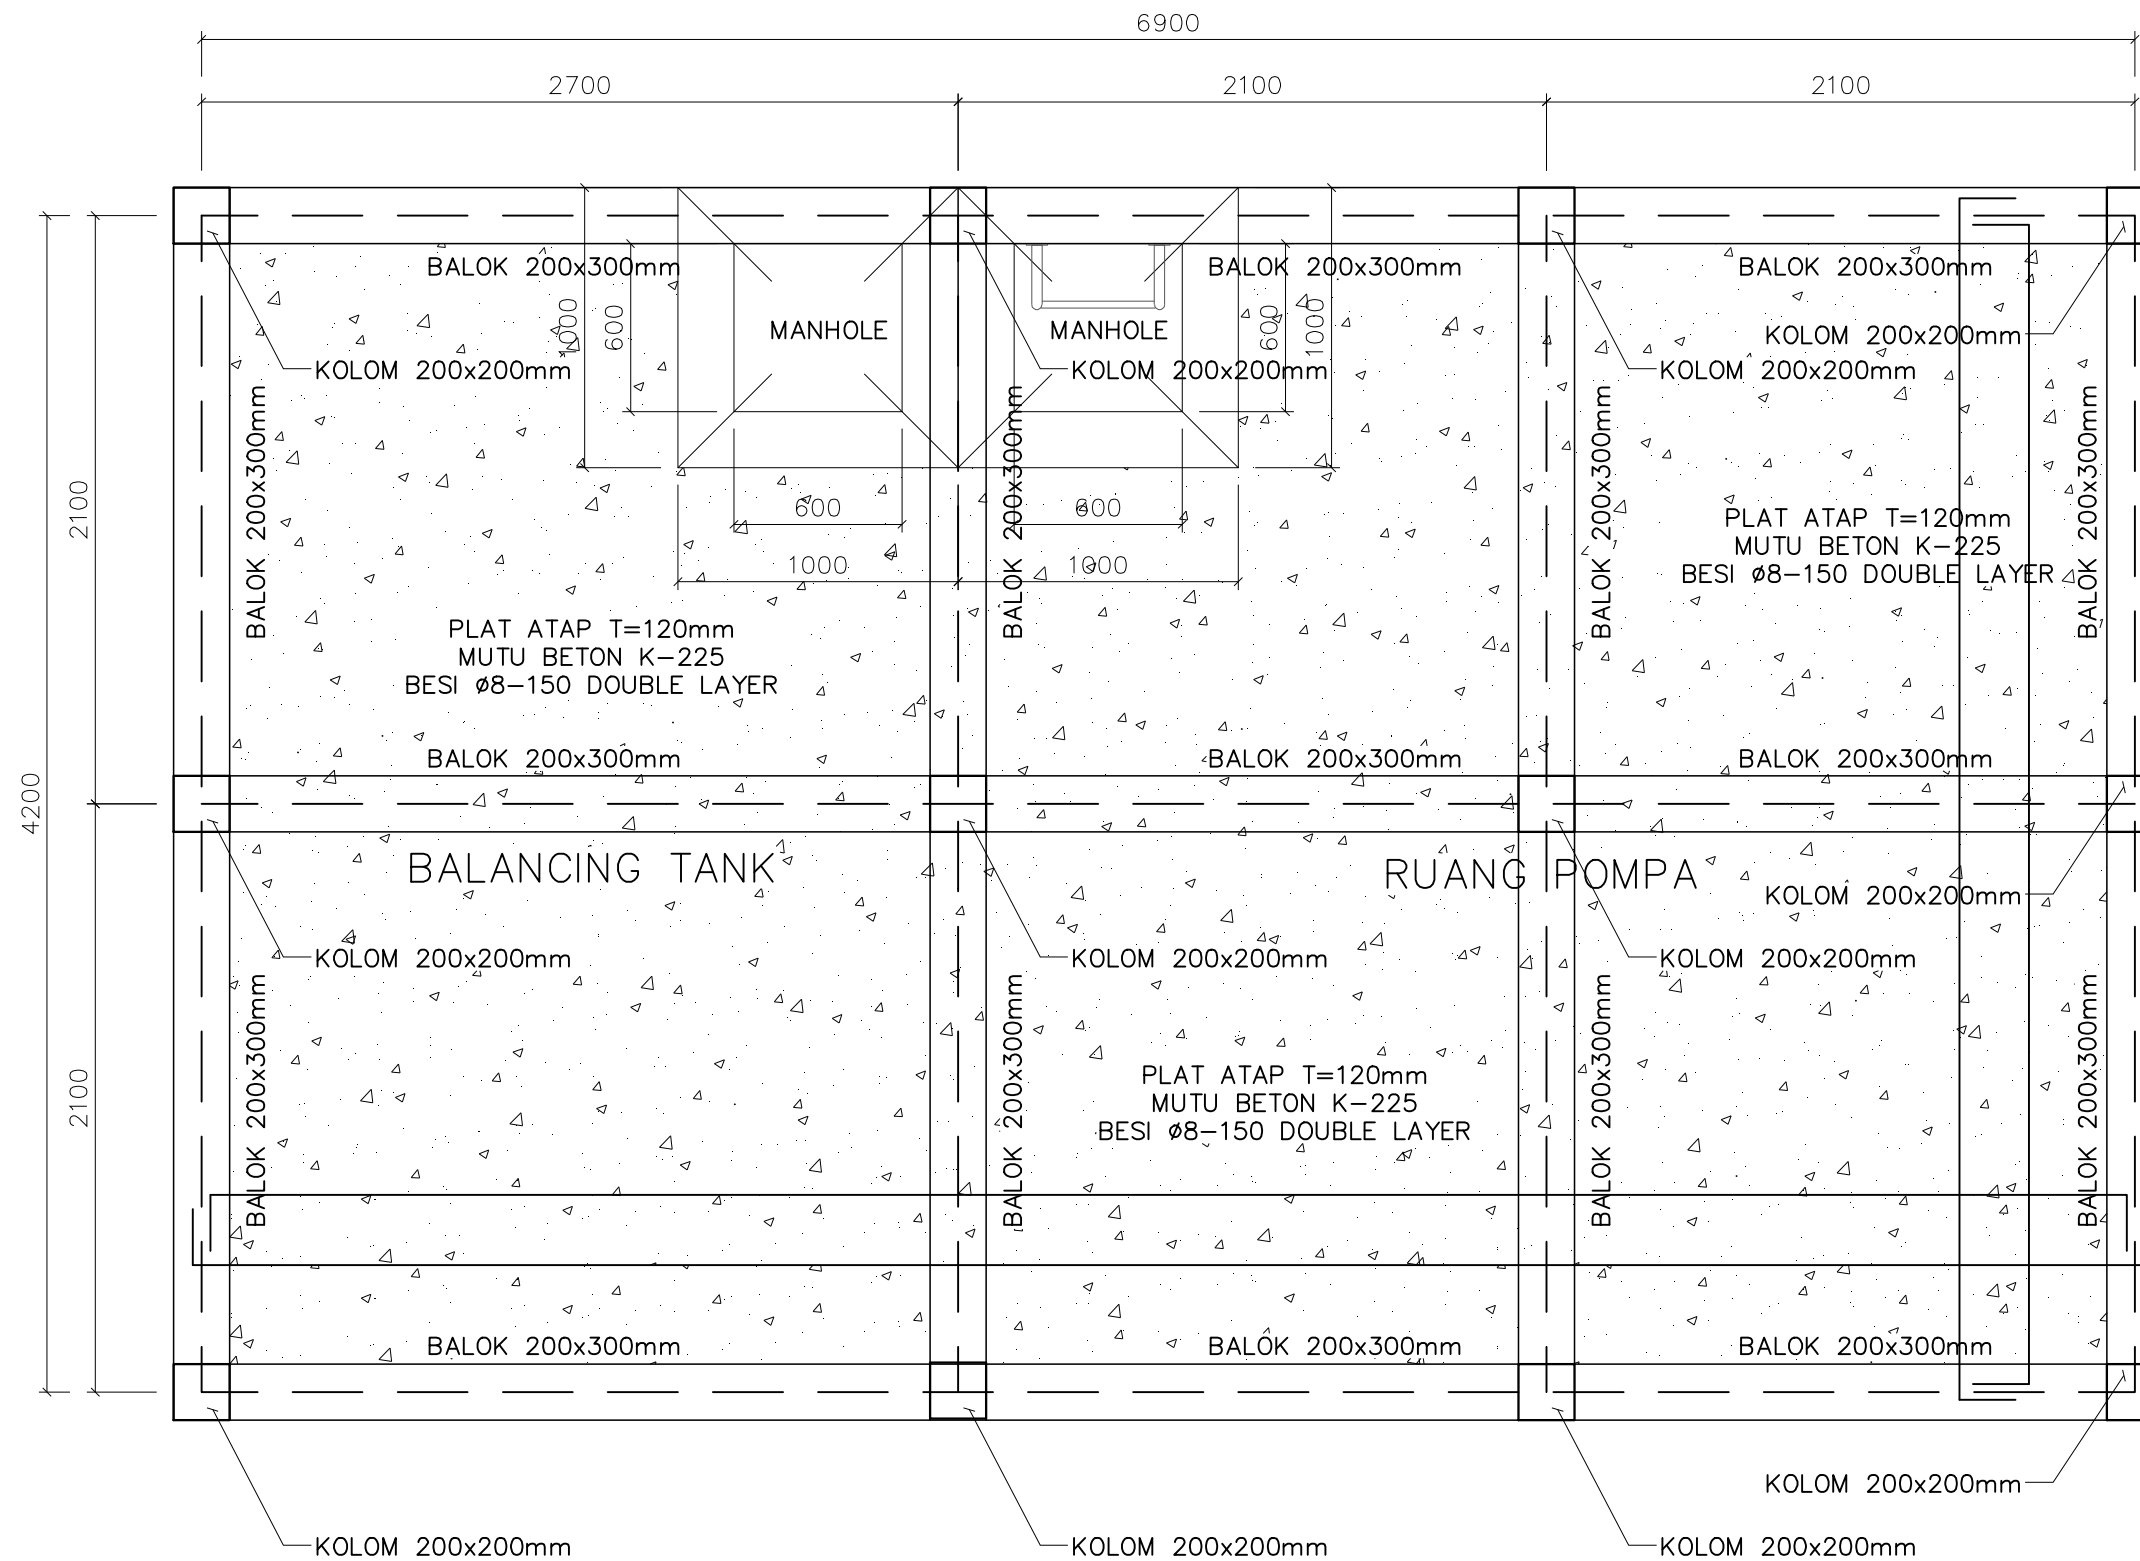 6900
2700
2100
2100
BALOK 200x300mm
BALOK 200x300mm
BALOK 200x300mm
1000
600
MANHOLE
MANHOLE
600
1000
KOLOM 200x200mm
KOLOM 200x200mm
KOLOM 200x200mm
KOLOM 200x200mm
2100
4200
BALOK 200x300mm
BALOK 200x300mm
BALOK 200x300mm
BALOK 200x300mm
600
600
1000
1000
PLAT ATAP T=120mm
MUTU BETON K-225
BESI ø8-150 DOUBLE LAYER
PLAT ATAP T=120mm
MUTU BETON K-225
BESI ø8-150 DOUBLE LAYER
BALOK 200x300mm
BALOK 200x300mm
BALOK 200x300mm
BALANCING TANK
RUANG POMPA
KOLOM 200x200mm
KOLOM 200x200mm
KOLOM 200x200mm
KOLOM 200x200mm
2100
BALOK 200x300mm
BALOK 200x300mm
BALOK 200x300mm
BALOK 200x300mm
PLAT ATAP T=120mm
MUTU BETON K-225
BESI ø8-150 DOUBLE LAYER
BALOK 200x300mm
BALOK 200x300mm
BALOK 200x300mm
KOLOM 200x200mm
KOLOM 200x200mm
KOLOM 200x200mm
KOLOM 200x200mm